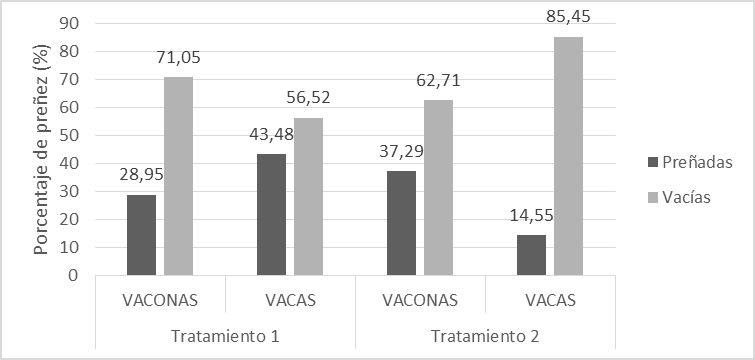 Porcentaje de preñez (%)
90
80
70
60
50
40
30
20
10
0
28,95
71,05
43,48
56,52
37,29
62,71
14,55
85,45
VACONAS
VACAS
VACONAS
VACAS
Tratamiento 1
Tratamiento 2
Preñadas
Vacías